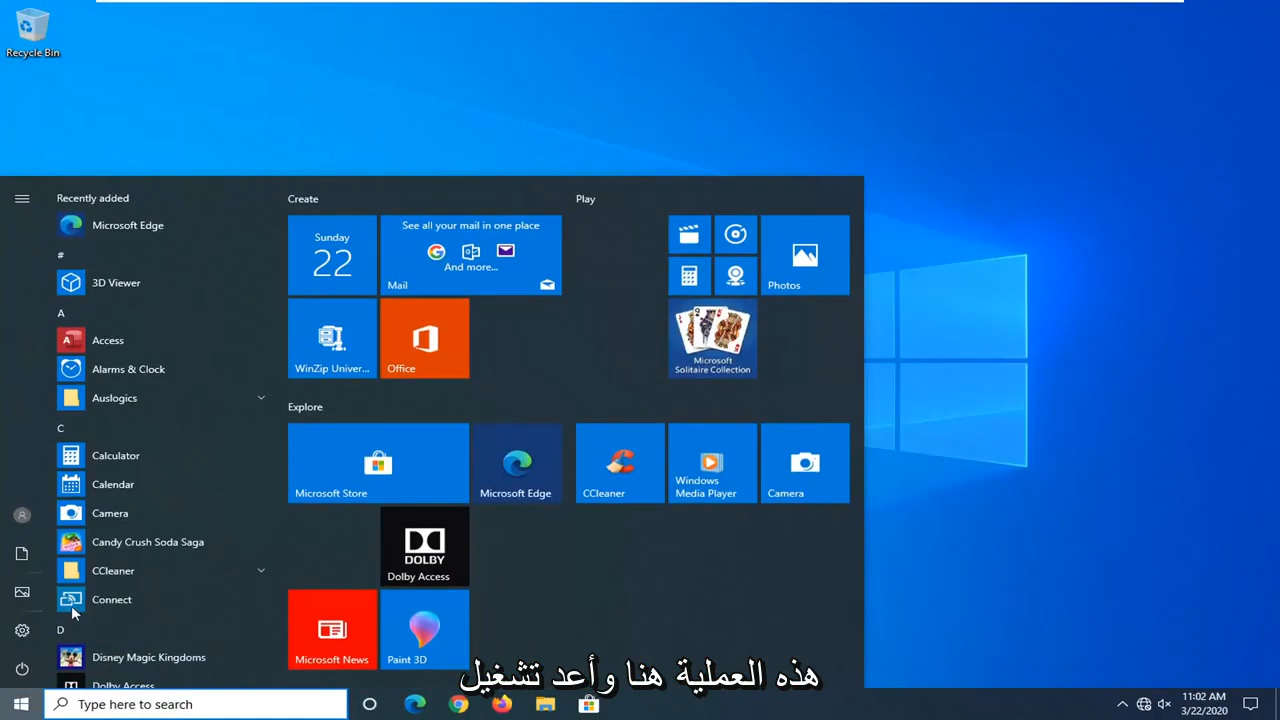 Recycle Bin
Recently added
Microsoft Edge
#
3D Viewer
A
Access
Alarms & Clock
Auslogics
C
Calculator
Calendar
Camera
Candy Crush Soda Saga
CCleaner
Connect
D
Disney Magic Kingdoms
Dolby Access
Create
Sunday
22
See all your mail in one place
And more...
Mail
WinZip Univer...
Office
Explore
Microsoft Store
Microsoft Edge
DOLBY
Dolby Access
Microsoft News
Paint 3D
Play
Photos
Microsoft
Solitaire Collection
CCleaner
Windows
Media Player
Camera
هذه العملية هنا وأعد تشغيل
Type here to search
11:02 AM
3/22/2020